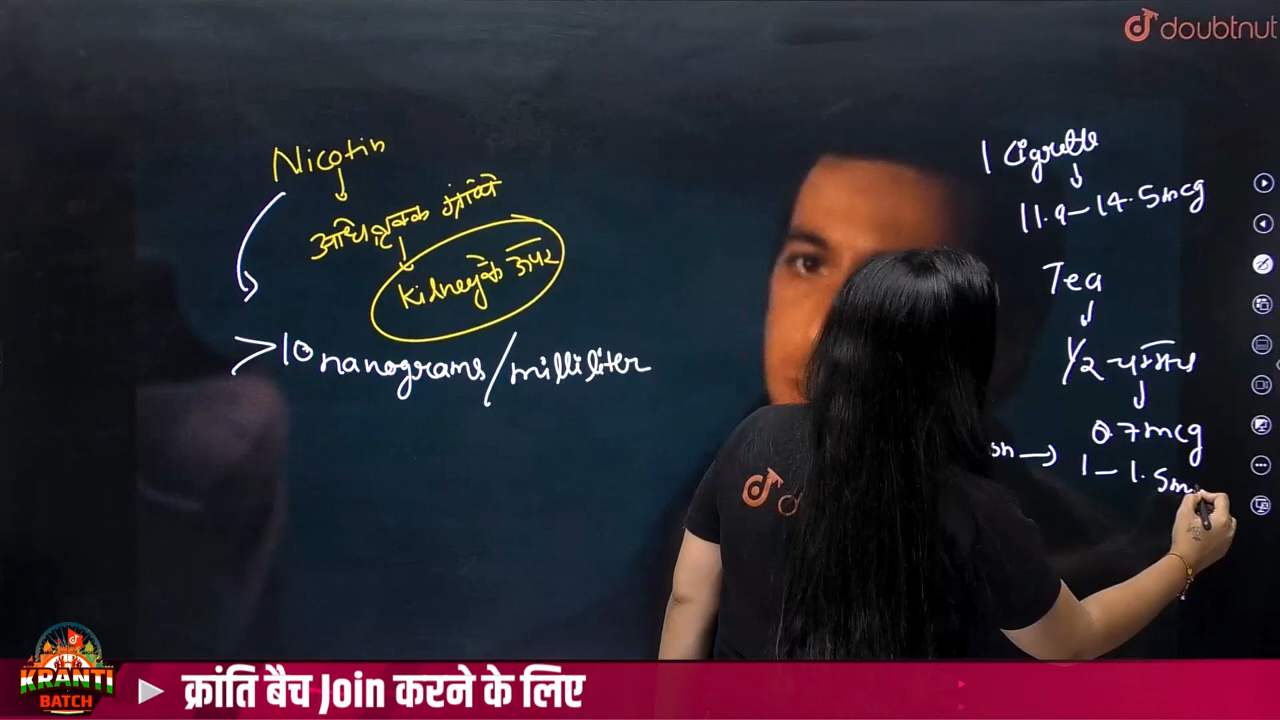 doubtnut
Nicotin
अधिवृक्क ग्रंथि
Kidney के ऊपर
>10 nanograms/milliliter
1 Cigrette
11.9-14.5mcg
Tea
1/2 चम्मच
0.7mcg
1-1.5m
KRANTI
BATCH
क्रांति बैच Join करने के लिए